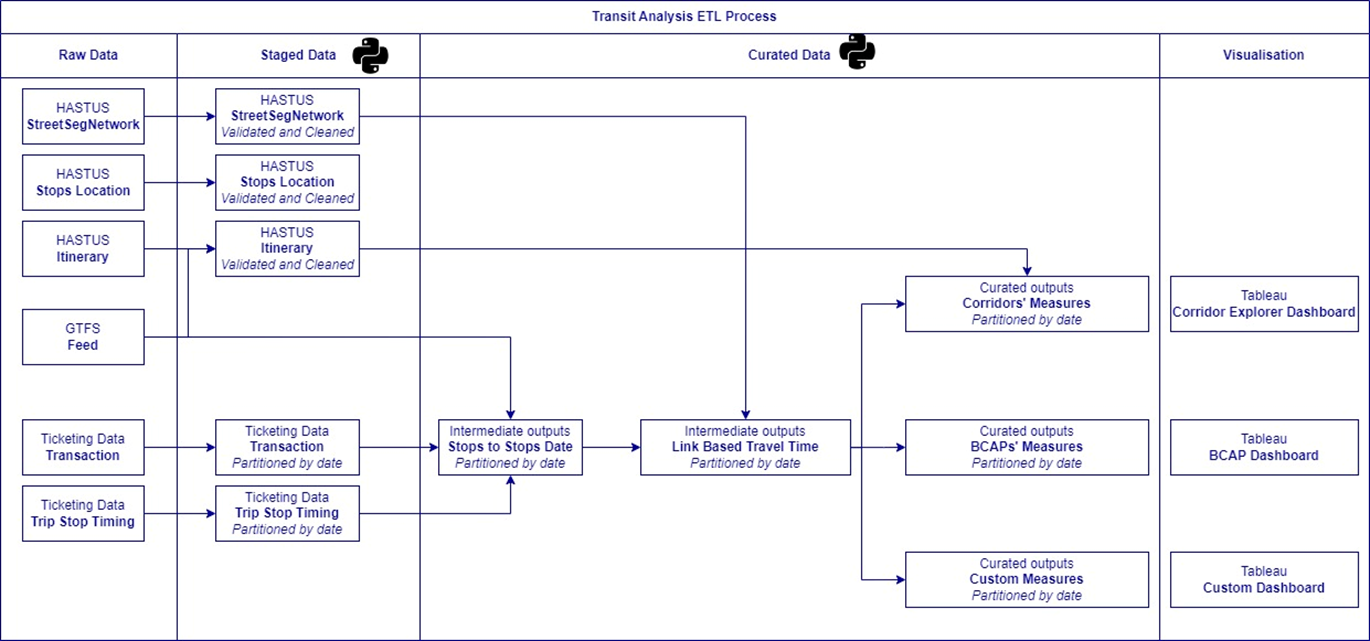 Transit Analysis ETL Process
Raw Data
Staged Data
Curated Data
Visualisation
HASTUS
StreetSegNetwork
HASTUS
Stops Location
HASTUS
Itinerary
GTFS
Feed
Ticketing Data
Transaction
Ticketing Data
Trip Stop Timing
HASTUS
StreetSegNetwork
Validated and Cleaned
HASTUS
Stops Location
Validated and Cleaned
HASTUS
Itinerary
Validated and Cleaned
Ticketing Data
Transaction
Partitioned by date
Ticketing Data
Trip Stop Timing
Partitioned by date
Intermediate outputs
Stops to Stops Date
Partitioned by date
Intermediate outputs
Link Based Travel Time
Partitioned by date
Curated outputs
Corridors' Measures
Partitioned by date
Curated outputs
BCAPs' Measures
Partitioned by date
Curated outputs
Custom Measures
Partitioned by date
Tableau
Corridor Explorer Dashboard
Tableau
BCAP Dashboard
Tableau
Custom Dashboard